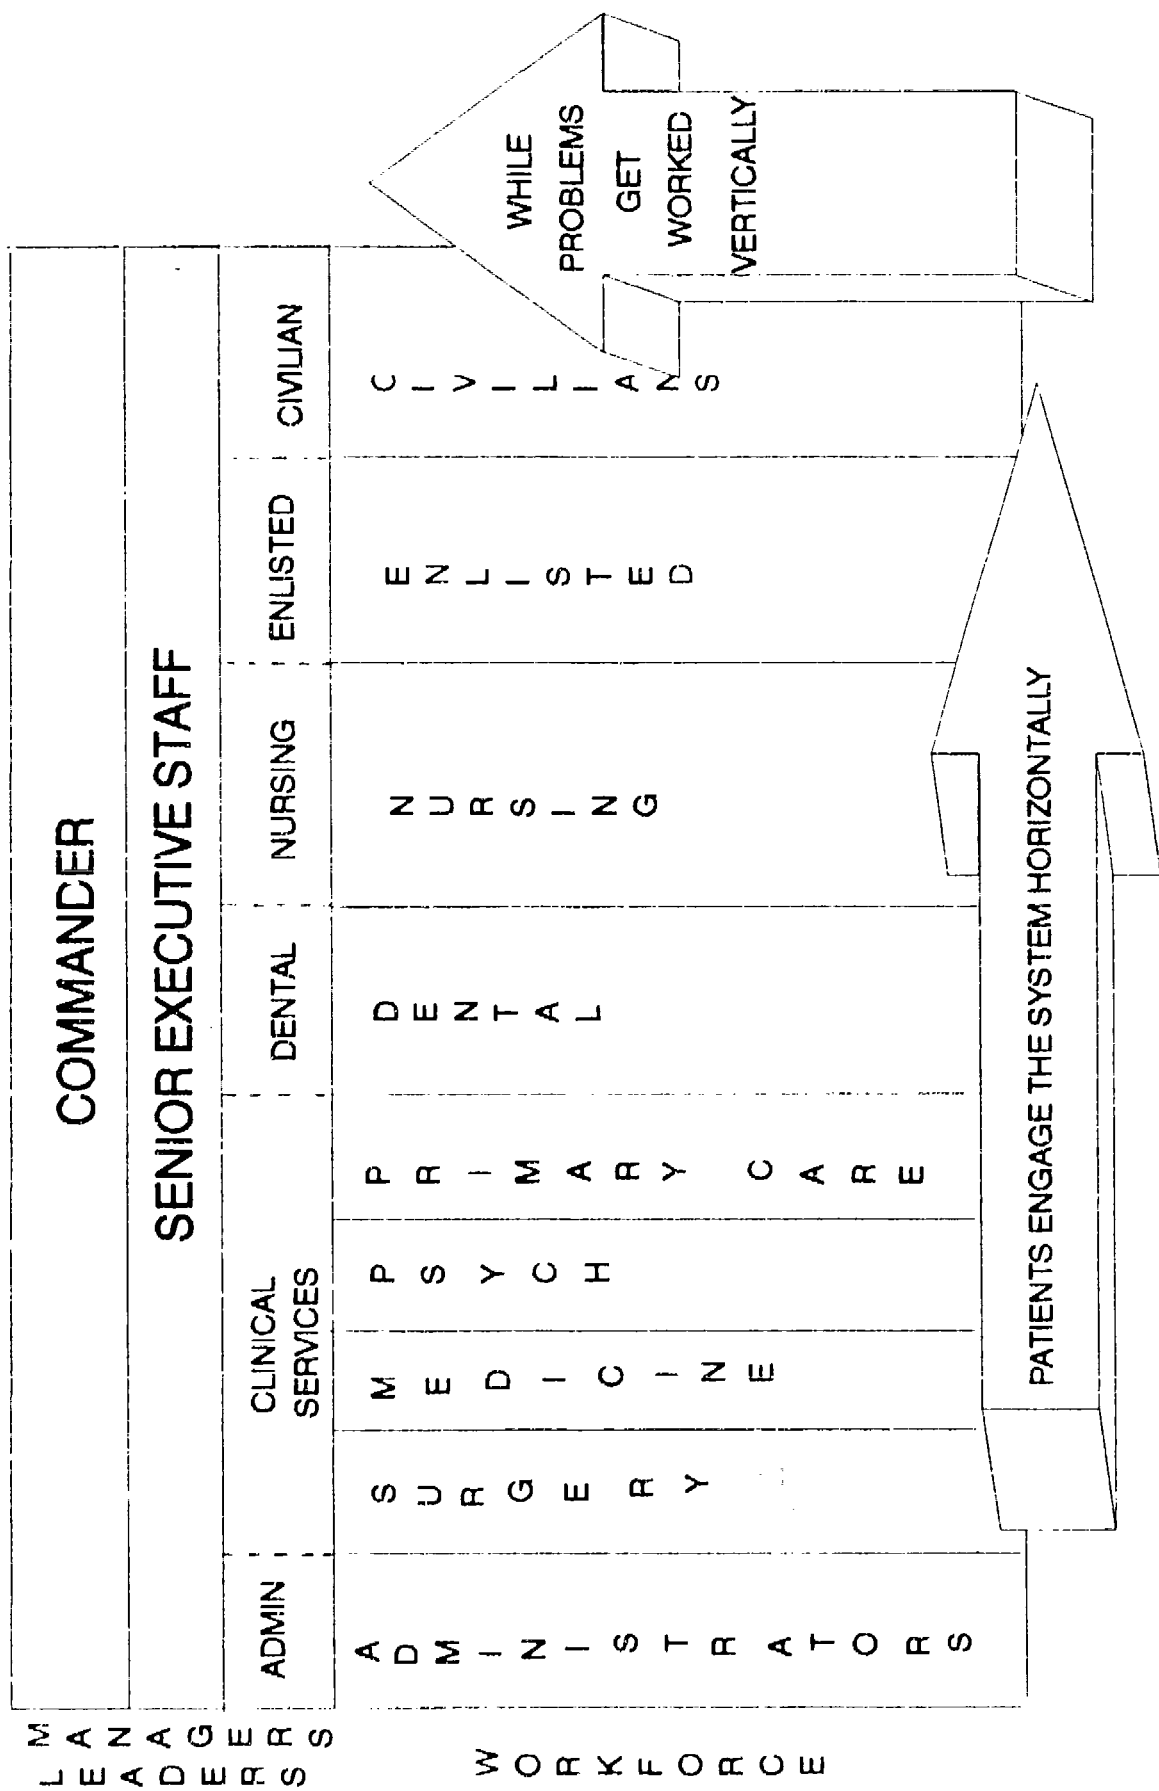 COMMANDER
SENIOR EXECUTIVE STAFF
ADMIN
CLINICAL
SERVICES
DENTAL
NURSING
ENLISTED
CIVILIAN
LEADERS
MANAGERS
WORKFORCE
ADMINISTRATORS
SURGERY
MEDICINE
PSYCH
PRIMARY CARE
DENTAL
NURSING
ENLISTED
CIVILIANS
WHILE
PROBLEMS
GET
WORKED
VERTICALLY
PATIENTS ENGAGE THE SYSTEM HORIZONTALLY